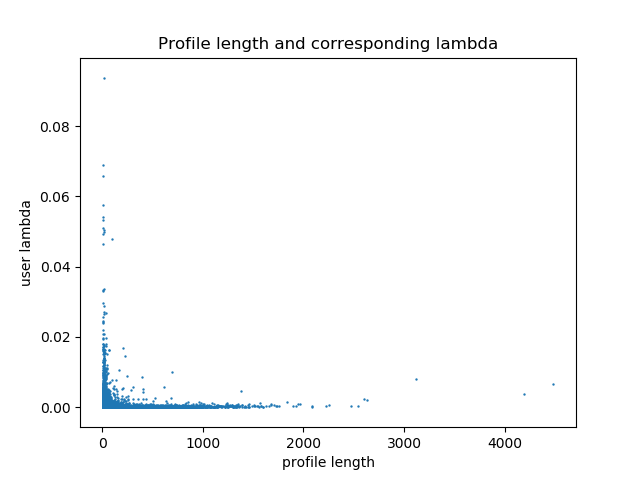 Profile length and corresponding lambda
user lambda
0.08
0.06
0.04
0.02
0.00
0 1000 2000 3000 4000
profile length